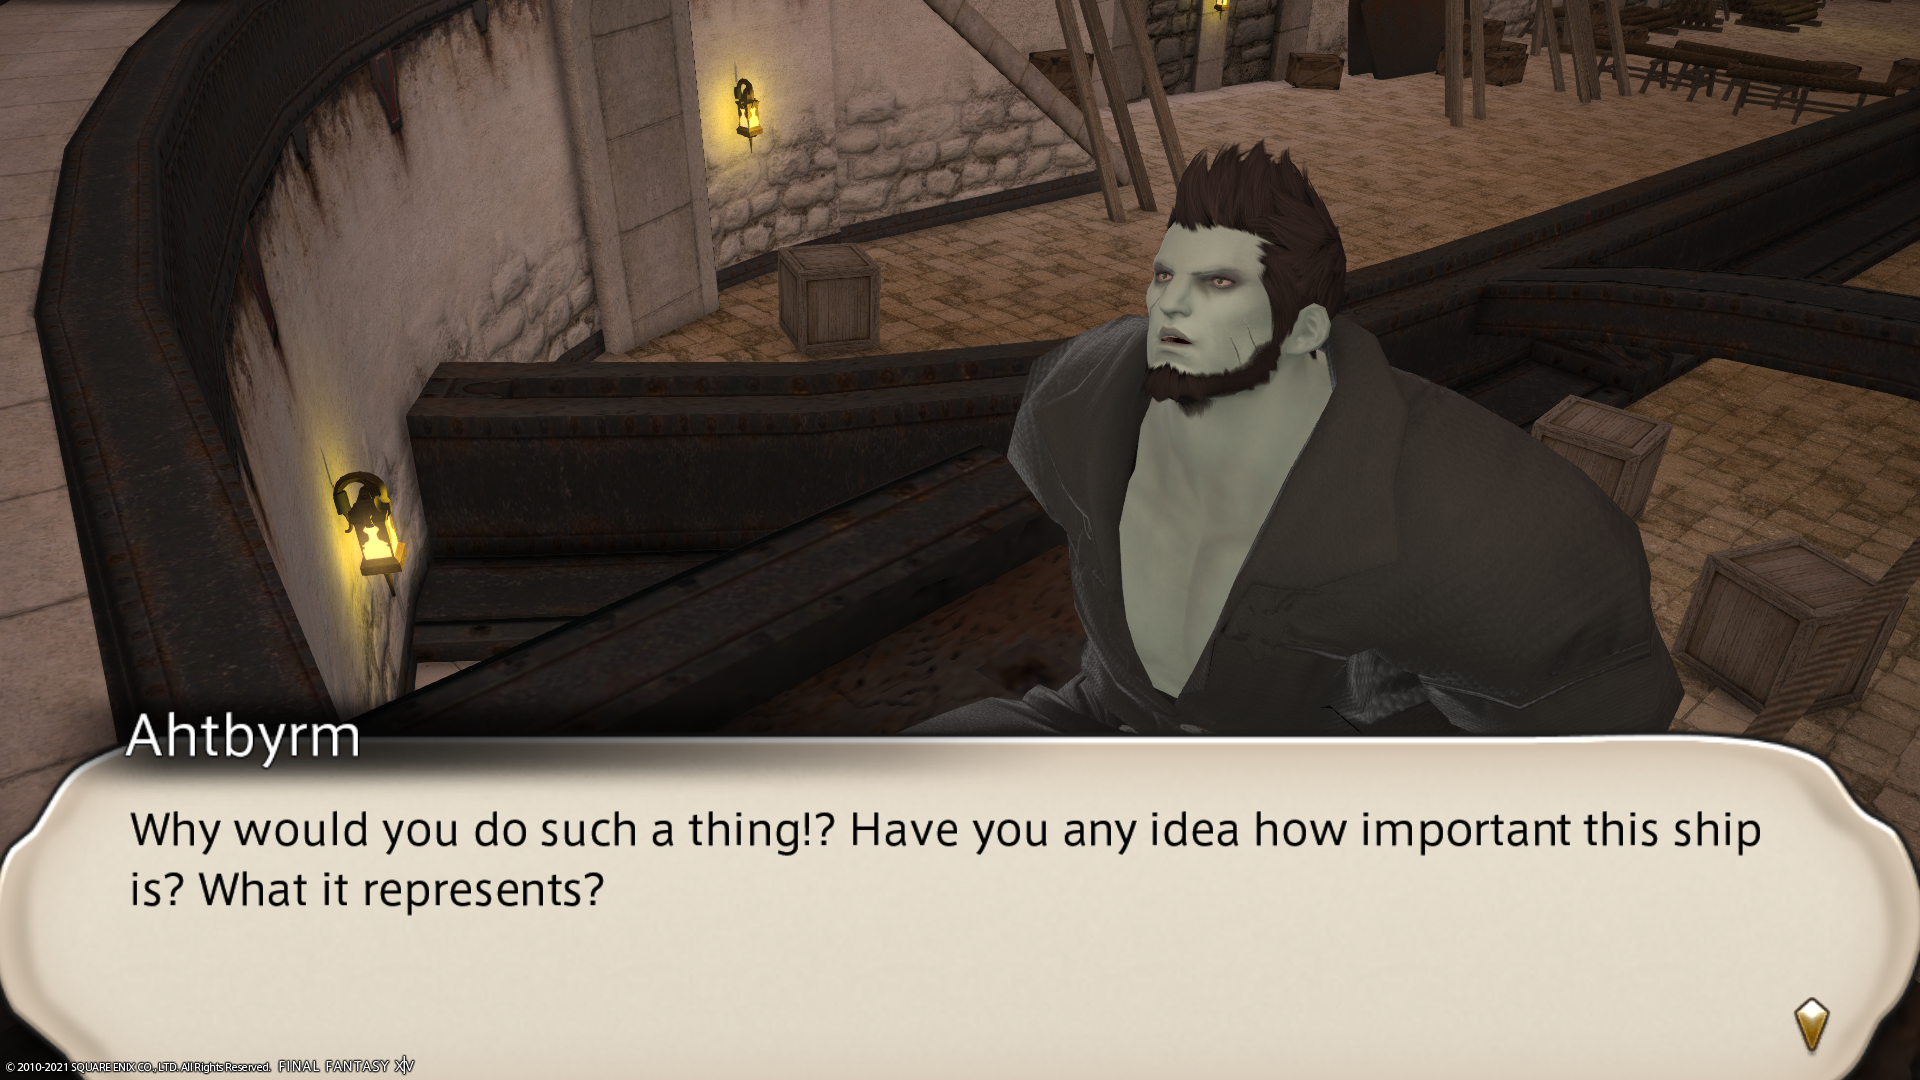 Ahtbyrm
Why would you do such a thing!? Have you any idea how important this ship
is? What it represents?
© 2010-2021 SQUARE ENIX CO., LTD. All Rights Reserved. FINAL FANTASY XIV